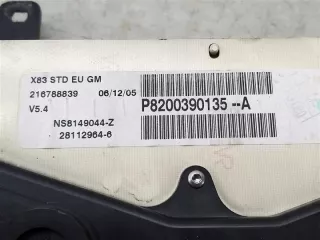 X83 STD EU GM
216788839 06/12/05
V5.4
P8200390135--A
NS8149044-Z
28112964-6